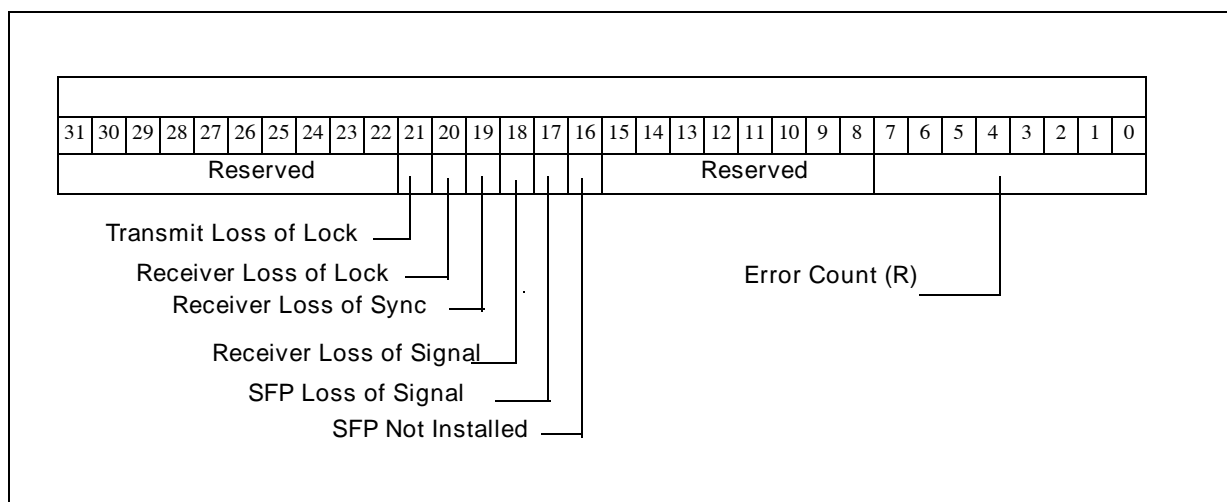 31 30 29 28 27 26 25 24 23 22 21 20 19 18 17 16 15 14 13 12 11 10 9 8 7 6 5 4 3 2 1 0
Reserved Reserved
Transmit Loss of Lock
Receiver Loss of Lock Error Count (R)
Receiver Loss of Sync
Receiver Loss of Signal
SFP Loss of Signal
SFP Not Installed